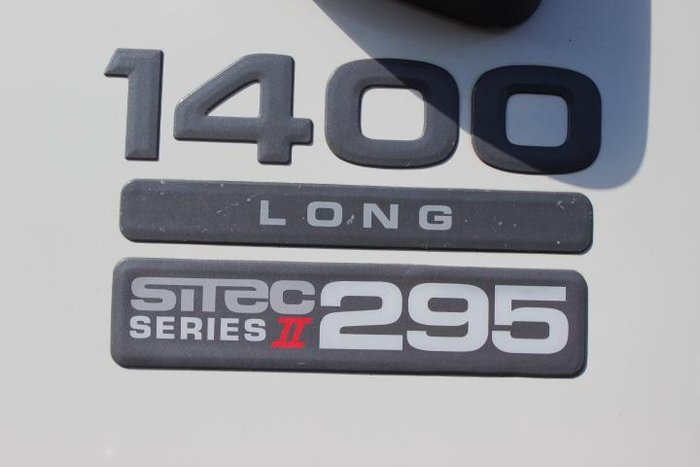 1400
LONG
SITEC
SERIES II 295